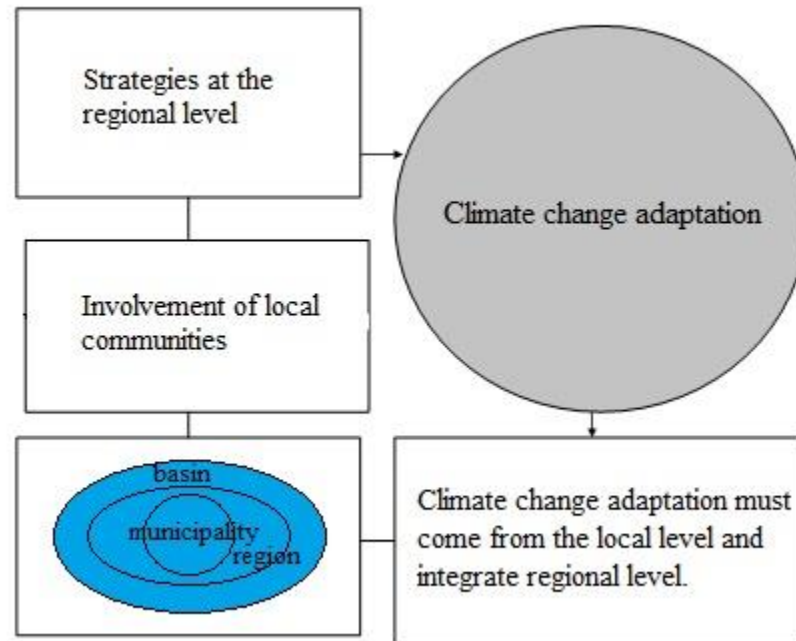 Strategies at the
regional level
Climate change adaptation
Involvement of local
communities
basin
municipality
region
Climate change adaptation must
come from the local level and
integrate regional level.